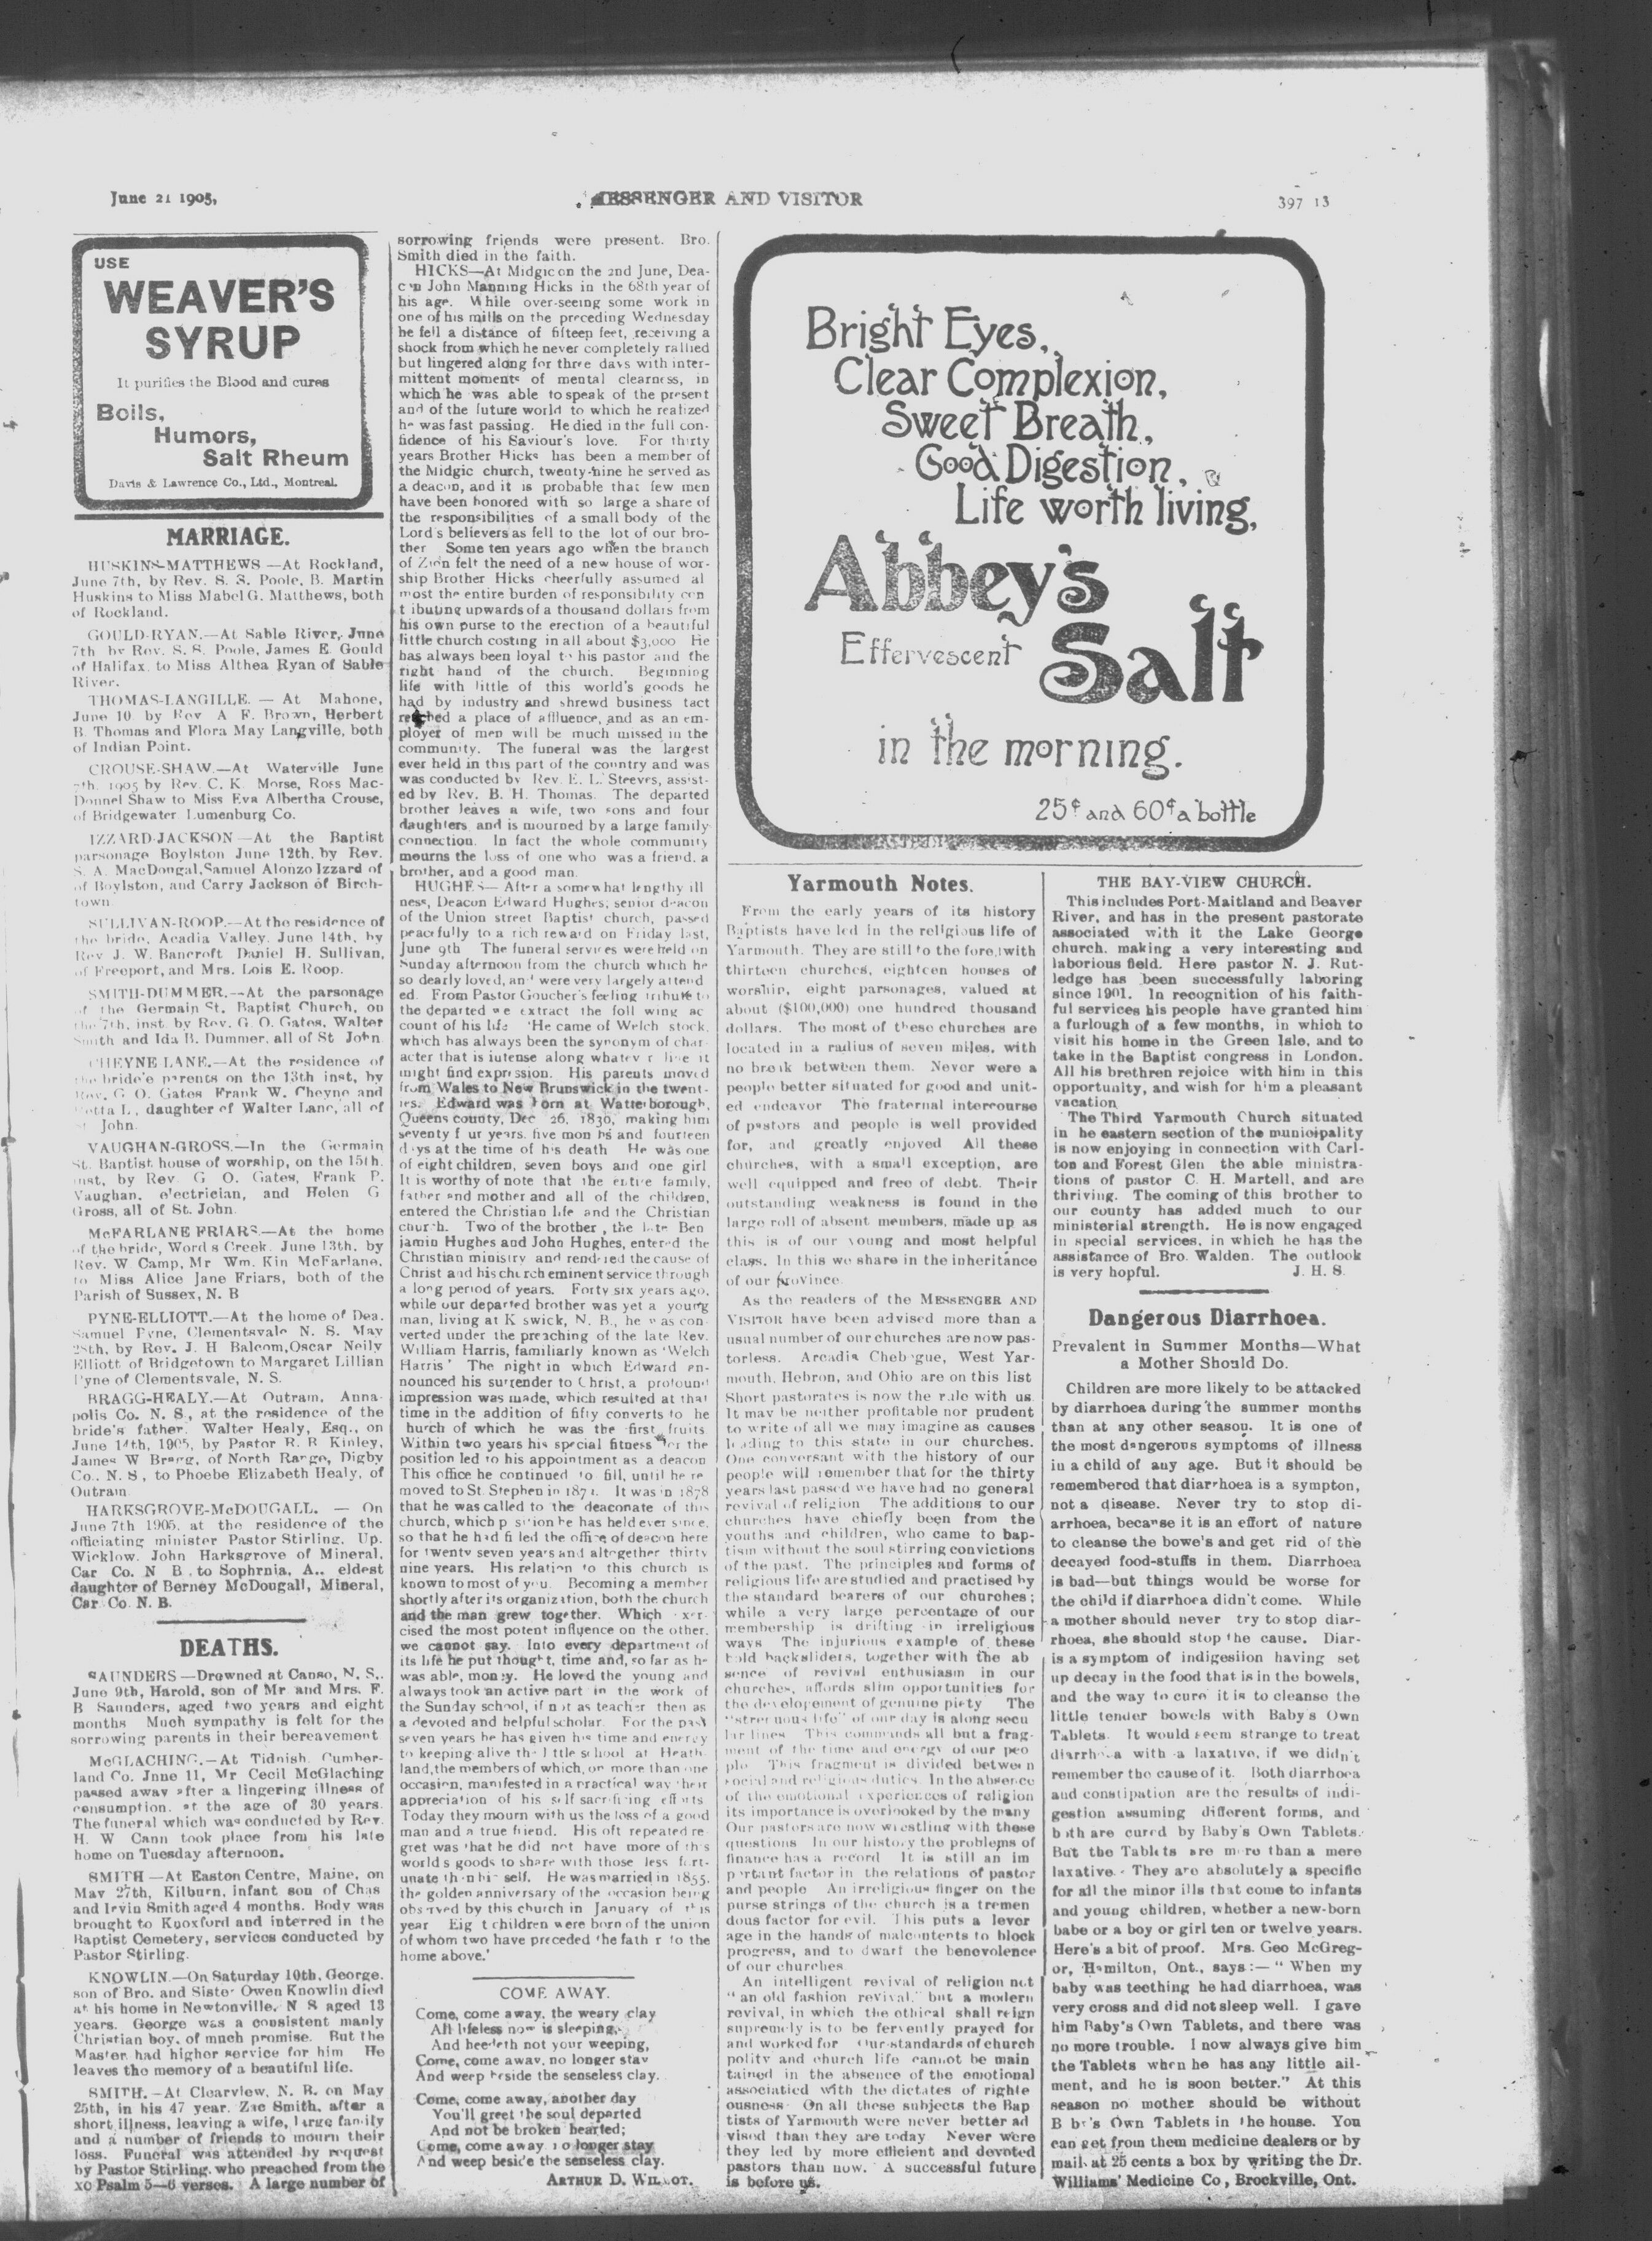 June 21 1905,
MESSENGER AND VISITOR
397 13
USE
WEAVER'S
SYRUP
It purifies the Blood and cures
Boils,
Humors,
Salt Rheum
Davis & Lawrence Co., Ltd., Montreal.
MARRIAGE.
HUSKINS-MATTHEWS —At Rockland,
June 7th, by Rev. S. S. Poole, B. Martin
Huskins to Miss Mabel G. Matthews, both
of Rockland.
GOULD-RYAN.—At Sable River, June
7th by Rev. S. S. Poole, James E. Gould
of Halifax, to Miss Althea Ryan of Sable
River.
THOMAS-LANGILLE. — At Mahone,
June 10 by Rev A F. Brown, Herbert
B. Thomas and Flora May Langville, both
of Indian Point.
CROUSE-SHAW.—At Waterville June
7th. 1905 by Rev. C. K. Morse, Ross Mac-
Donnel Shaw to Miss Eva Albertha Crouse,
of Bridgewater Lumenburg Co.
IZZARD-JACKSON —At the Baptist
parsonage Boylston June 12th, by Rev.
S. A. MacDougal, Samuel Alonzo Izzard of
of Boylston, and Carry Jackson of Birch-
town
SULLIVAN-ROOP.—At the residence of
the bride, Acadia Valley, June 14th, by
Rev J. W. Bancroft Daniel H. Sullivan,
of Freeport, and Mrs. Lois E. Roop.
SMITH-DUMMER.—At the parsonage
of the Germain St. Baptist Church, on
the 7th, inst. by Rev. G. O. Gates, Walter
Smith and Ida B. Dummer, all of St John.
CHEYNE LANE.—At the residence of
the bride'e parents on the 13th inst, by
Rev. G. O. Gates Frank W. Cheyne and
L, daughter of Walter Lane, all of
John.
VAUGHAN-GROSS.—In the Germain
St. Baptist house of worship, on the 15th.
inst, by Rev. G O. Gates, Frank P.
Vaughan, electrician, and Helen G
Gross, all of St. John.
McFARLANE FRIARS.—At the home
of the bride, Word s Creek, June 13th, by
Rev. W. Camp, Mr Wm. Kin McFarlane,
to Miss Alice Jane Friars, both of the
Parish of Sussex, N. B
PYNE-ELLIOTT.—At the home of Dea.
Samuel Pyne, Clementsvale N. S. May
28th, by Rev. J. H Balcom, Oscar Neily
Elliott of Bridgetown to Margaret Lillian
Pyne of Clementsvale, N. S.
BRAGG-HEALY.—At Outram, Anna-
polis Co. N. S., at the residence of the
bride's father, Walter Healy, Esq., on
June 14th, 1905, by Pastor R. B Kinley,
James W Bragg, of North Range, Digby
Co., N. S, to Phoebe Elizabeth Healy, of
Outram
HARKSGROVE-McDOUGALL. — On
June 7th 1905, at the residence of the
officiating minister Pastor Stirling, Up.
Wicklow, John Harksgrove of Mineral,
Car Co. N B , to Sophrnia, A., eldest
daughter of Berney McDougall, Mineral,
Car Co. N. B.
DEATHS.
SAUNDERS —Drowned at Canso, N. S.,
June 9th, Harold, son of Mr and Mrs. F.
B Saunders, aged two years and eight
months Much sympathy is felt for the
sorrowing parents in their bereavement
McGLACHING.—At Tidnish, Cumber-
land Co. Jnne 11, Mr Cecil McGlaching
passed away after a lingering illness of
consumption, at the age of 30 years.
The funeral which was conducted by Rev.
H. W Cann took place from his late
home on Tuesday afternoon.
SMITH —At Easton Centre, Maine, on
May 27th, Kilburn, infant son of Chas
and Irvin Smith aged 4 months. Body was
brought to Knoxford and interred in the
Baptist Cemetery, services conducted by
Pastor Stirling.
KNOWLIN.—On Saturday 10th, George,
son of Bro. and Sister Owen Knowlin died
at his home in Newtonville, N S aged 13
years. George was a consistent manly
Christian boy, of much promise. But the
Master had higher service for him He
leaves the memory of a beautiful life.
SMITH.—At Clearview, N. B. on May
25th, in his 47 year. Zac Smith, after a
short illness, leaving a wife, large family
and a number of friends to mourn their
loss. Funeral was attended by request
by Pastor Stirling, who preached from the
xc Psalm 5—6 verses. A large number of
sorrowing friends were present. Bro.
Smith died in the faith.
HICKS—At Midgic on the 2nd June, Dea-
con John Manning Hicks in the 68th year of
his age. While over-seeing some work in
one of his mills on the preceding Wednesday
he fell a distance of fifteen feet, receiving a
shock from which he never completely rallied
but lingered along for three days with inter-
mittent moments of mental clearness, in
which he was able to speak of the present
and of the future world to which he realized
he was fast passing. He died in the full con-
fidence of his Saviour's love. For thirty
years Brother Hicks has been a member of
the Midgic church, twenty-nine he served as
a deacon, and it is probable that few men
have been honored with so large a share of
the responsibilities of a small body of the
Lord's believers as fell to the lot of our bro-
ther Some ten years ago when the branch
of Zion felt the need of a new house of wor-
ship Brother Hicks cheerfully assumed al
most the entire burden of responsibility con
t ibuting upwards of a thousand dollars from
his own purse to the erection of a beautiful
little church costing in all about $3,000 He
has always been loyal to his pastor and the
right hand of the church. Beginning
life with little of this world's goods he
had by industry and shrewd business tact
reached a place of affluence, and as an em-
ployer of men will be much missed in the
community. The funeral was the largest
ever held in this part of the country and was
was conducted by Rev. E. L. Steeves, assist-
ed by Rev. B. H. Thomas. The departed
brother leaves a wife, two sons and four
daughters and is mourned by a large family
connection. In fact the whole community
mourns the loss of one who was a friend, a
brother, and a good man.
HUGHES— After a somewhat lengthy ill
ness, Deacon Edward Hughes, senior deacon
of the Union street Baptist church, passed
peacefully to a rich reward on Friday last,
June 9th The funeral services were held on
Sunday afternoon from the church which he
so dearly loved, and were very largely attend
ed. From Pastor Goucher's feeling tribute to
the departed we extract the foll wing ac
count of his life 'He came of Welch stock,
which has always been the synonym of char-
acter that is intense along whatev r line it
might find expression. His parents moved
from Wales to New Brunswick in the twent-
ies. Edward was born at Watterborough,
Queens county, Dec 26, 1830, making him
seventy f ur years, five mon hs and fourteen
d ys at the time of his death He was one
of eight children, seven boys and one girl
It is worthy of note that the entire family,
father and mother and all of the children,
entered the Christian life and the Christian
church. Two of the brother , the late Ben
jamin Hughes and John Hughes, entered the
Christian ministry and rendered the cause of
Christ and his church eminent service through
a long period of years. Forty six years ago,
while our departed brother was yet a young
man, living at K swick, N. B., he was con-
verted under the preaching of the late Rev.
William Harris, familiarly known as 'Welch
Harris' The night in which Edward en-
nounced his surrender to Christ, a profound
impression was made, which resulted at that
time in the addition of fifty converts to he
hurch of which he was the first fruits
Within two years his special fitness for the
position led to his appointment as a deacon
This office he continued to fill, until he re
moved to St. Stephen in 187 . It was in 1878
that he was called to the deaconate of this
church, which p sition he has held ever since,
so that he had fi led the office of deacon here
for twenty seven years and altogether thirty
nine years. His relation to this church is
known to most of you. Becoming a member
shortly after its organization, both the church
and the man grew together. Which exer-
cised the most potent influence on the other,
we cannot say. Into every department of
its life he put thought, time and, so far as he
was able, money. He loved the young and
always took an active part in the work of
the Sunday school, if not as teacher then as
a devoted and helpful scholar. For the past
seven years he has given his time and energy
to keeping alive the l ttle school at Heath
land, the members of which, on more than one
occasion, manifested in a practical way their
appreciation of his self sacrificing efforts
Today they mourn with us the loss of a good
man and a true friend. His oft repeated re
gret was that he did not have more of this
world s goods to share with those less fort-
unate than him self. He was married in 1855,
the golden anniversary of the occasion being
observed by this church in January of this
year Eig t children were born of the union
of whom two have preceded the fath r to the
home above.'
COME AWAY.
Come, come away, the weary clay
All lifeless now is sleeping,
And heedeth not your weeping,
Come, come away, no longer stay
And weep beside the senseless clay.
Come, come away, another day
You'll greet the soul departed
And not be broken hearted;
Come, come away no longer stay
And weep beside the senseless clay.
ARTHUR D. WILMOT.
Bright Eyes,
Clear Complexion,
Sweet Breath,
Good Digestion,
Life worth living,
Abbey's
Effervescent Salt
in the morning.
25¢ and 60¢ a bottle
Yarmouth Notes.
From the early years of its history
Baptists have led in the religious life of
Yarmouth. They are still to the fore, with
thirteen churches, eighteen houses of
worship, eight parsonages, valued at
about ($100,000) one hundred thousand
dollars. The most of these churches are
located in a radius of seven miles, with
no break between them. Never were a
people better situated for good and unit-
ed endeavor The fraternal intercourse
of pastors and people is well provided
for, and greatly enjoyed All these
churches, with a small exception, are
well equipped and free of debt. Their
outstanding weakness is found in the
large roll of absent members, made up as
this is of our young and most helpful
class. In this we share in the inheritance
of our province.
As the readers of the MESSENGER AND
VISITOR have been advised more than a
usual number of our churches are now pas-
torless. Arcadia Cheb gue, West Yar-
mouth, Hebron, and Ohio are on this list
Short pastorates is now the rule with us
It may be neither profitable nor prudent
to write of all we may imagine as causes
leading to this state in our churches.
One conversant with the history of our
people will remember that for the thirty
years last passed we have had no general
revival of religion The additions to our
churches have chiefly been from the
youths and children, who came to bap-
tism without the soul stirring convictions
of the past. The principles and forms of
religious life are studied and practised by
the standard bearers of our churches;
while a very large percentage of our
membership is drifting in irreligious
ways The injurious example of these
bold backsliders, together with the ab
sence of revival enthusiasm in our
churches, affords slim opportunities for
the developement of genuine piety The
"strer nous life" of our day is along secu
lar lines This commands all but a frag-
ment of the time and energy of our peo
ple This fragment is divided between
social and religious duties. In the absence
of the emotional experiences of religion
its importance is overlooked by the many
Our pastors are now wrestling with these
questions In our history the problems of
finance has a record It is still an im
portant factor in the relations of pastor
and people An irreligious finger on the
purse strings of the church is a tremen
dous factor for evil. This puts a lever
age in the hands of malcontents to block
progress, and to dwarf the benevolence
of our churches
An intelligent revival of religion not
"an old fashion revival," but a modern
revival, in which the ethical shall reign
supremely is to be fervently prayed for
and worked for Our standards of church
polity and church life cannot be main
tained in the absence of the emotional
associatied with the dictates of righte
ousness On all these subjects the Bap
tists of Yarmouth were never better ad
vised than they are today Never were
they led by more efficient and devoted
pastors than now. A successful future
is before us.
THE BAY-VIEW CHURCH.
This includes Port-Maitland and Beaver
River, and has in the present pastorate
associated with it the Lake George
church, making a very interesting and
laborious field. Here pastor N. J. Rut-
ledge has been successfully laboring
since 1901. In recognition of his faith-
ful services his people have granted him
a furlough of a few months, in which to
visit his home in the Green Isle, and to
take in the Baptist congress in London.
All his brethren rejoice with him in this
opportunity, and wish for him a pleasant
vacation
The Third Yarmouth Church situated
in he eastern section of the municipality
is now enjoying in connection with Carl-
ton and Forest Glen the able ministra-
tions of pastor C. H. Martell, and are
thriving. The coming of this brother to
our county has added much to our
ministerial strength. He is now engaged
in special services, in which he has the
assistance of Bro. Walden. The outlook
is very hopful. J. H. S.
Dangerous Diarrhoea.
Prevalent in Summer Months—What
a Mother Should Do.
Children are more likely to be attacked
by diarrhoea during the summer months
than at any other season. It is one of
the most dangerous symptoms of illness
in a child of any age. But it should be
remembered that diarrhoea is a sympton,
not a disease. Never try to stop di-
arrhoea, because it is an effort of nature
to cleanse the bowe's and get rid of the
decayed food-stuffs in them. Diarrhoea
is bad—but things would be worse for
the child if diarrhoea didn't come. While
a mother should never try to stop diar-
rhoea, she should stop the cause. Diar-
is a symptom of indigesiion having set
up decay in the food that is in the bowels,
and the way to cure it is to cleanse the
little tender bowels with Baby's Own
Tablets. It would seem strange to treat
diarrhoea with a laxative, if we didn't
remember the cause of it. Both diarrhoea
and constipation are the results of indi-
gestion assuming different forms, and
both are cured by Baby's Own Tablets.
But the Tablets are more than a mere
laxative. They are absolutely a specific
for all the minor ills that come to infants
and young children, whether a new-born
babe or a boy or girl ten or twelve years.
Here's a bit of proof. Mrs. Geo McGreg-
or, Hamilton, Ont., says:— "When my
baby was teething he had diarrhoea, was
very cross and did not sleep well. I gave
him Baby's Own Tablets, and there was
no more trouble. I now always give him
the Tablets when he has any little ail-
ment, and he is soon better." At this
season no mother should be without
B by's Own Tablets in the house. You
can get from them medicine dealers or by
mail at 25 cents a box by writing the Dr.
Williams' Medicine Co, Brockville, Ont.